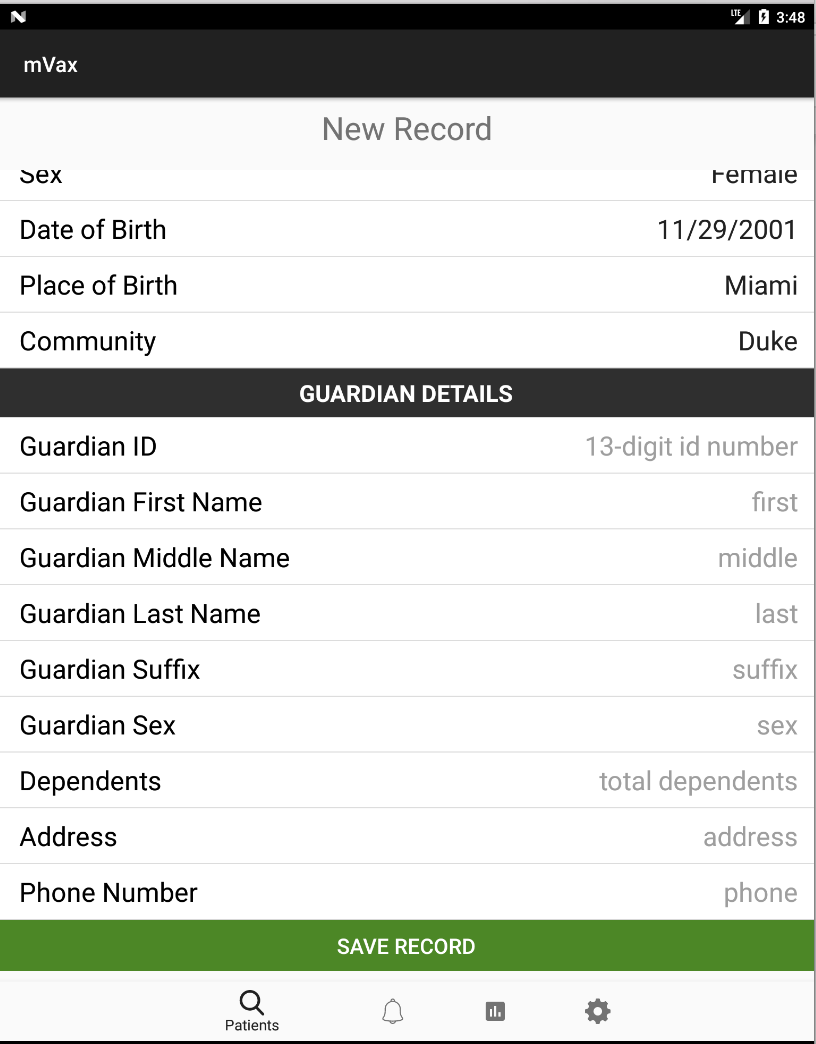 LTE 3:48
mVax
New Record
Sex Female
Date of Birth 11/29/2001
Place of Birth Miami
Community Duke
GUARDIAN DETAILS
Guardian ID 13-digit id number
Guardian First Name first
Guardian Middle Name middle
Guardian Last Name last
Guardian Suffix suffix
Guardian Sex sex
Dependents total dependents
Address address
Phone Number phone
SAVE RECORD
Patients